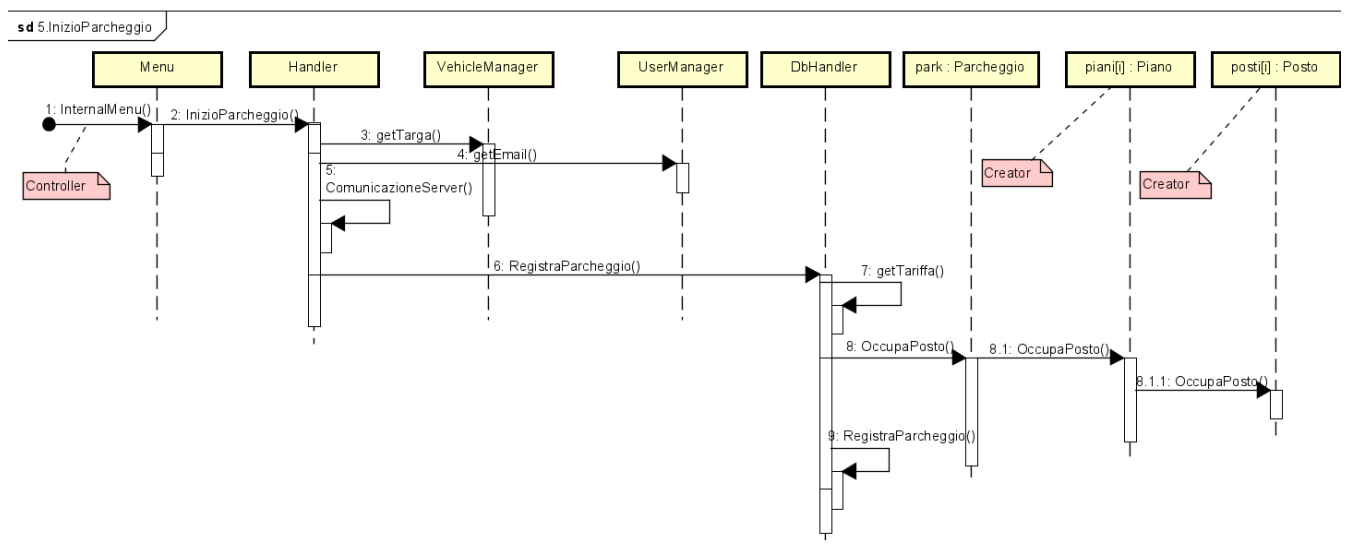 sd 5.InizioParcheggio
Menu
Handler
VehicleManager
UserManager
DbHandler
park : Parcheggio
piani[i] : Piano
posti[i] : Posto
1: InternalMenu()
2: InizioParcheggio()
3: getTarga()
4: getEmail()
5:
ComunicazioneServer()
Controller
Creator
Creator
6: RegistraParcheggio()
7: getTariffa()
8: OccupaPosto()
8.1: OccupaPosto()
8.1.1: OccupaPosto()
9: RegistraParcheggio()